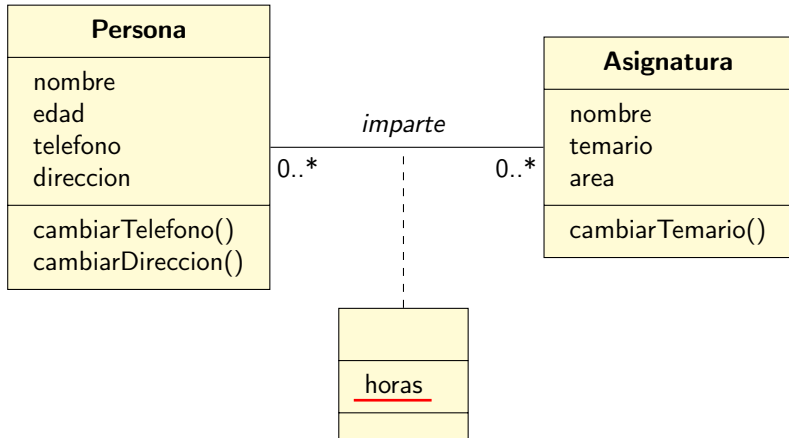 Persona
nombre
edad
telefono
direccion
cambiarTelefono()
cambiarDireccion()
imparte
0..*
0..*
Asignatura
nombre
temario
area
cambiarTemario()
horas